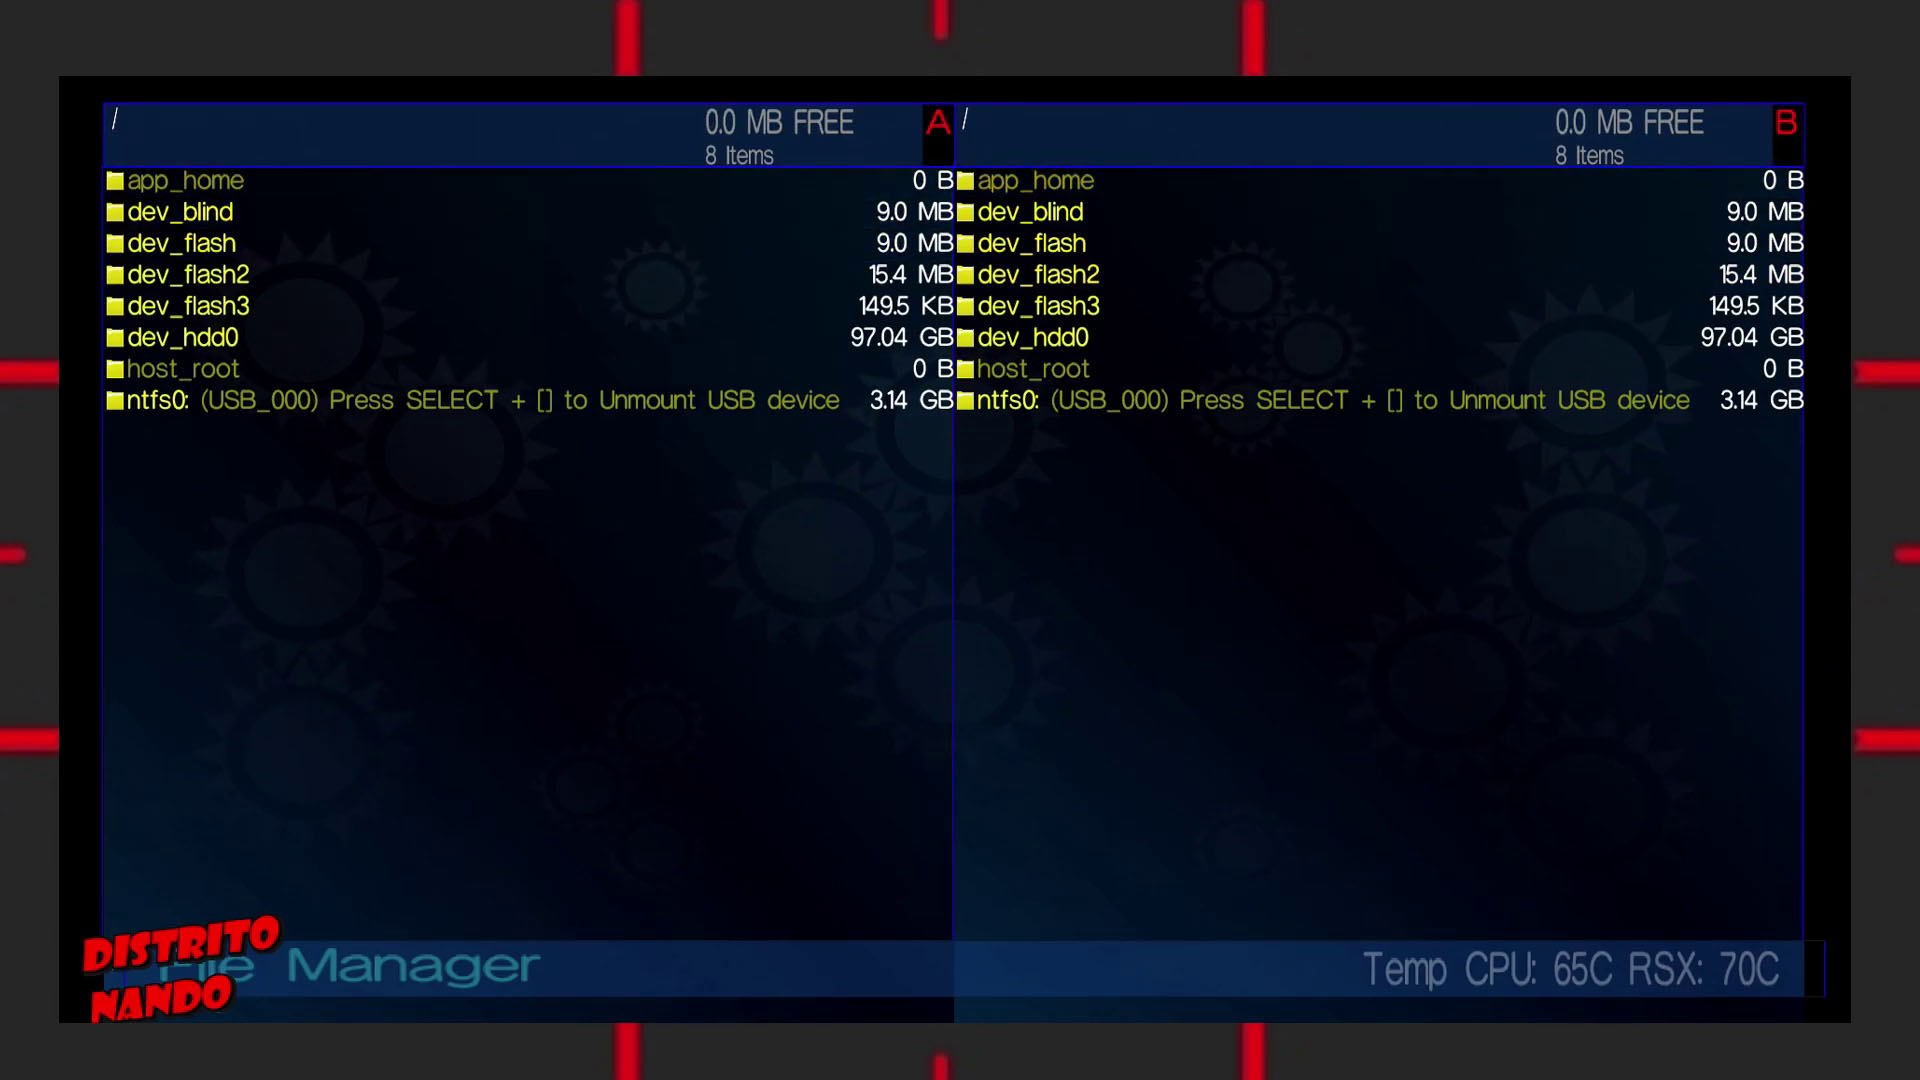 / 0.0 MB FREE A
8 Items
app_home 0 B
dev_blind 9.0 MB
dev_flash 9.0 MB
dev_flash2 15.4 MB
dev_flash3 149.5 KB
dev_hdd0 97.04 GB
host_root 0 B
ntfs0: (USB_000) Press SELECT + [] to Unmount USB device 3.14 GB
/ 0.0 MB FREE B
8 Items
app_home 0 B
dev_blind 9.0 MB
dev_flash 9.0 MB
dev_flash2 15.4 MB
dev_flash3 149.5 KB
dev_hdd0 97.04 GB
host_root 0 B
ntfs0: (USB_000) Press SELECT + [] to Unmount USB device 3.14 GB
File Manager
Temp CPU: 65C RSX: 70C
DISTRITO
NANDO